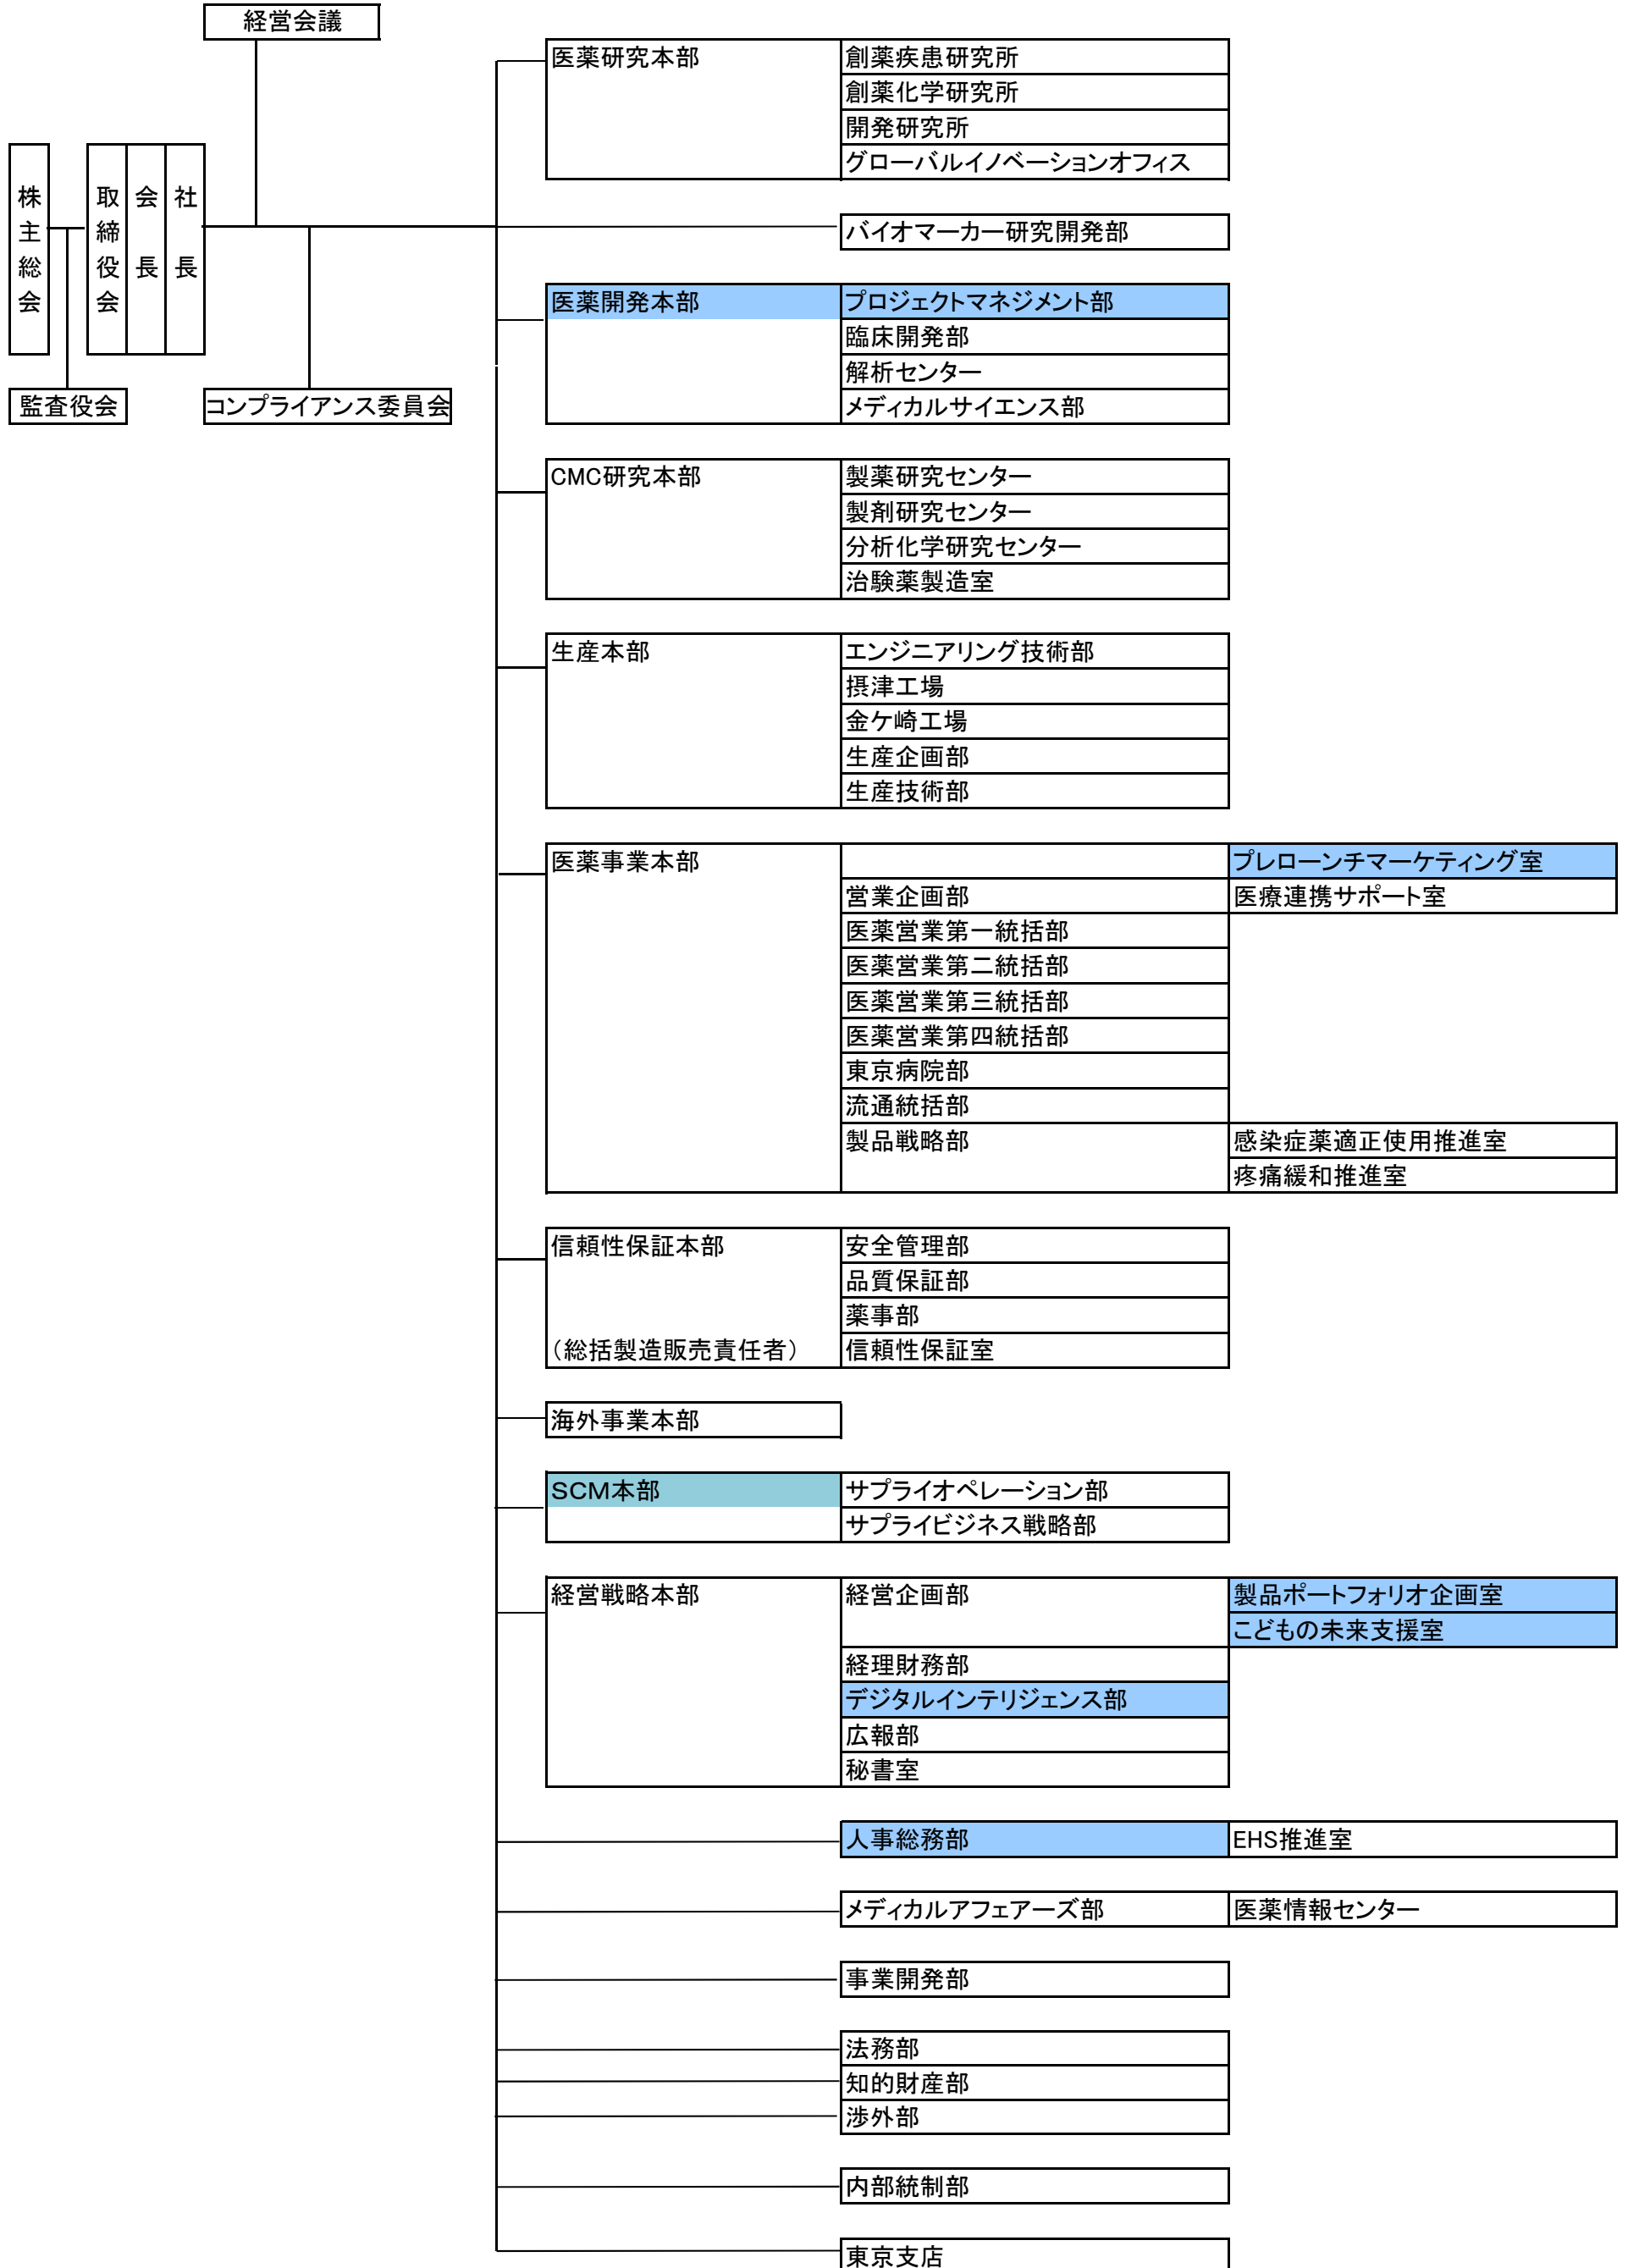 経営会議
株主総会
取締役会
会長
社長
監査役会
コンプライアンス委員会
医薬研究本部
創薬疾患研究所
創薬化学研究所
開発研究所
グローバルイノベーションオフィス
バイオマーカー研究開発部
医薬開発本部
プロジェクトマネジメント部
臨床開発部
解析センター
メディカルサイエンス部
CMC研究本部
製薬研究センター
製剤研究センター
分析化学研究センター
治験薬製造室
生産本部
エンジニアリング技術部
摂津工場
金ケ崎工場
生産企画部
生産技術部
医薬事業本部
プレローンチマーケティング室
営業企画部
医療連携サポート室
医薬営業第一統括部
医薬営業第二統括部
医薬営業第三統括部
医薬営業第四統括部
東京病院部
流通統括部
製品戦略部
感染症薬適正使用推進室
疼痛緩和推進室
信頼性保証本部
（総括製造販売責任者）
安全管理部
品質保証部
薬事部
信頼性保証室
海外事業本部
ＳＣＭ本部
サプライオペレーション部
サプライビジネス戦略部
経営戦略本部
経営企画部
製品ポートフォリオ企画室
こどもの未来支援室
経理財務部
デジタルインテリジェンス部
広報部
秘書室
人事総務部
EHS推進室
メディカルアフェアーズ部
医薬情報センター
事業開発部
法務部
知的財産部
渉外部
内部統制部
東京支店